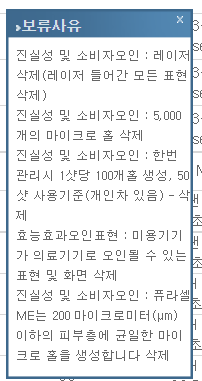 보류사유
진실성 및 소비자오인 : 레이저
삭제(레이저 들어간 모든 표현
삭제)
진실성 및 소비자오인 : 5,000
개의 마이크로 홀 삭제
진실성 및 소비자오인 : 한번
관리시 1샷당 100개홀 생성, 50
샷 사용기준(개인차 있음) - 삭
제
효능효과오인표현 : 미용기기
가 의료기기로 오인될 수 있는
표현 및 화면 삭제
진실성 및 소비자오인 : 퓨라셀
ME는 200 마이크로미터(μm)
이하의 피부층에 균일한 마이
크로 홀을 생성합니다 삭제